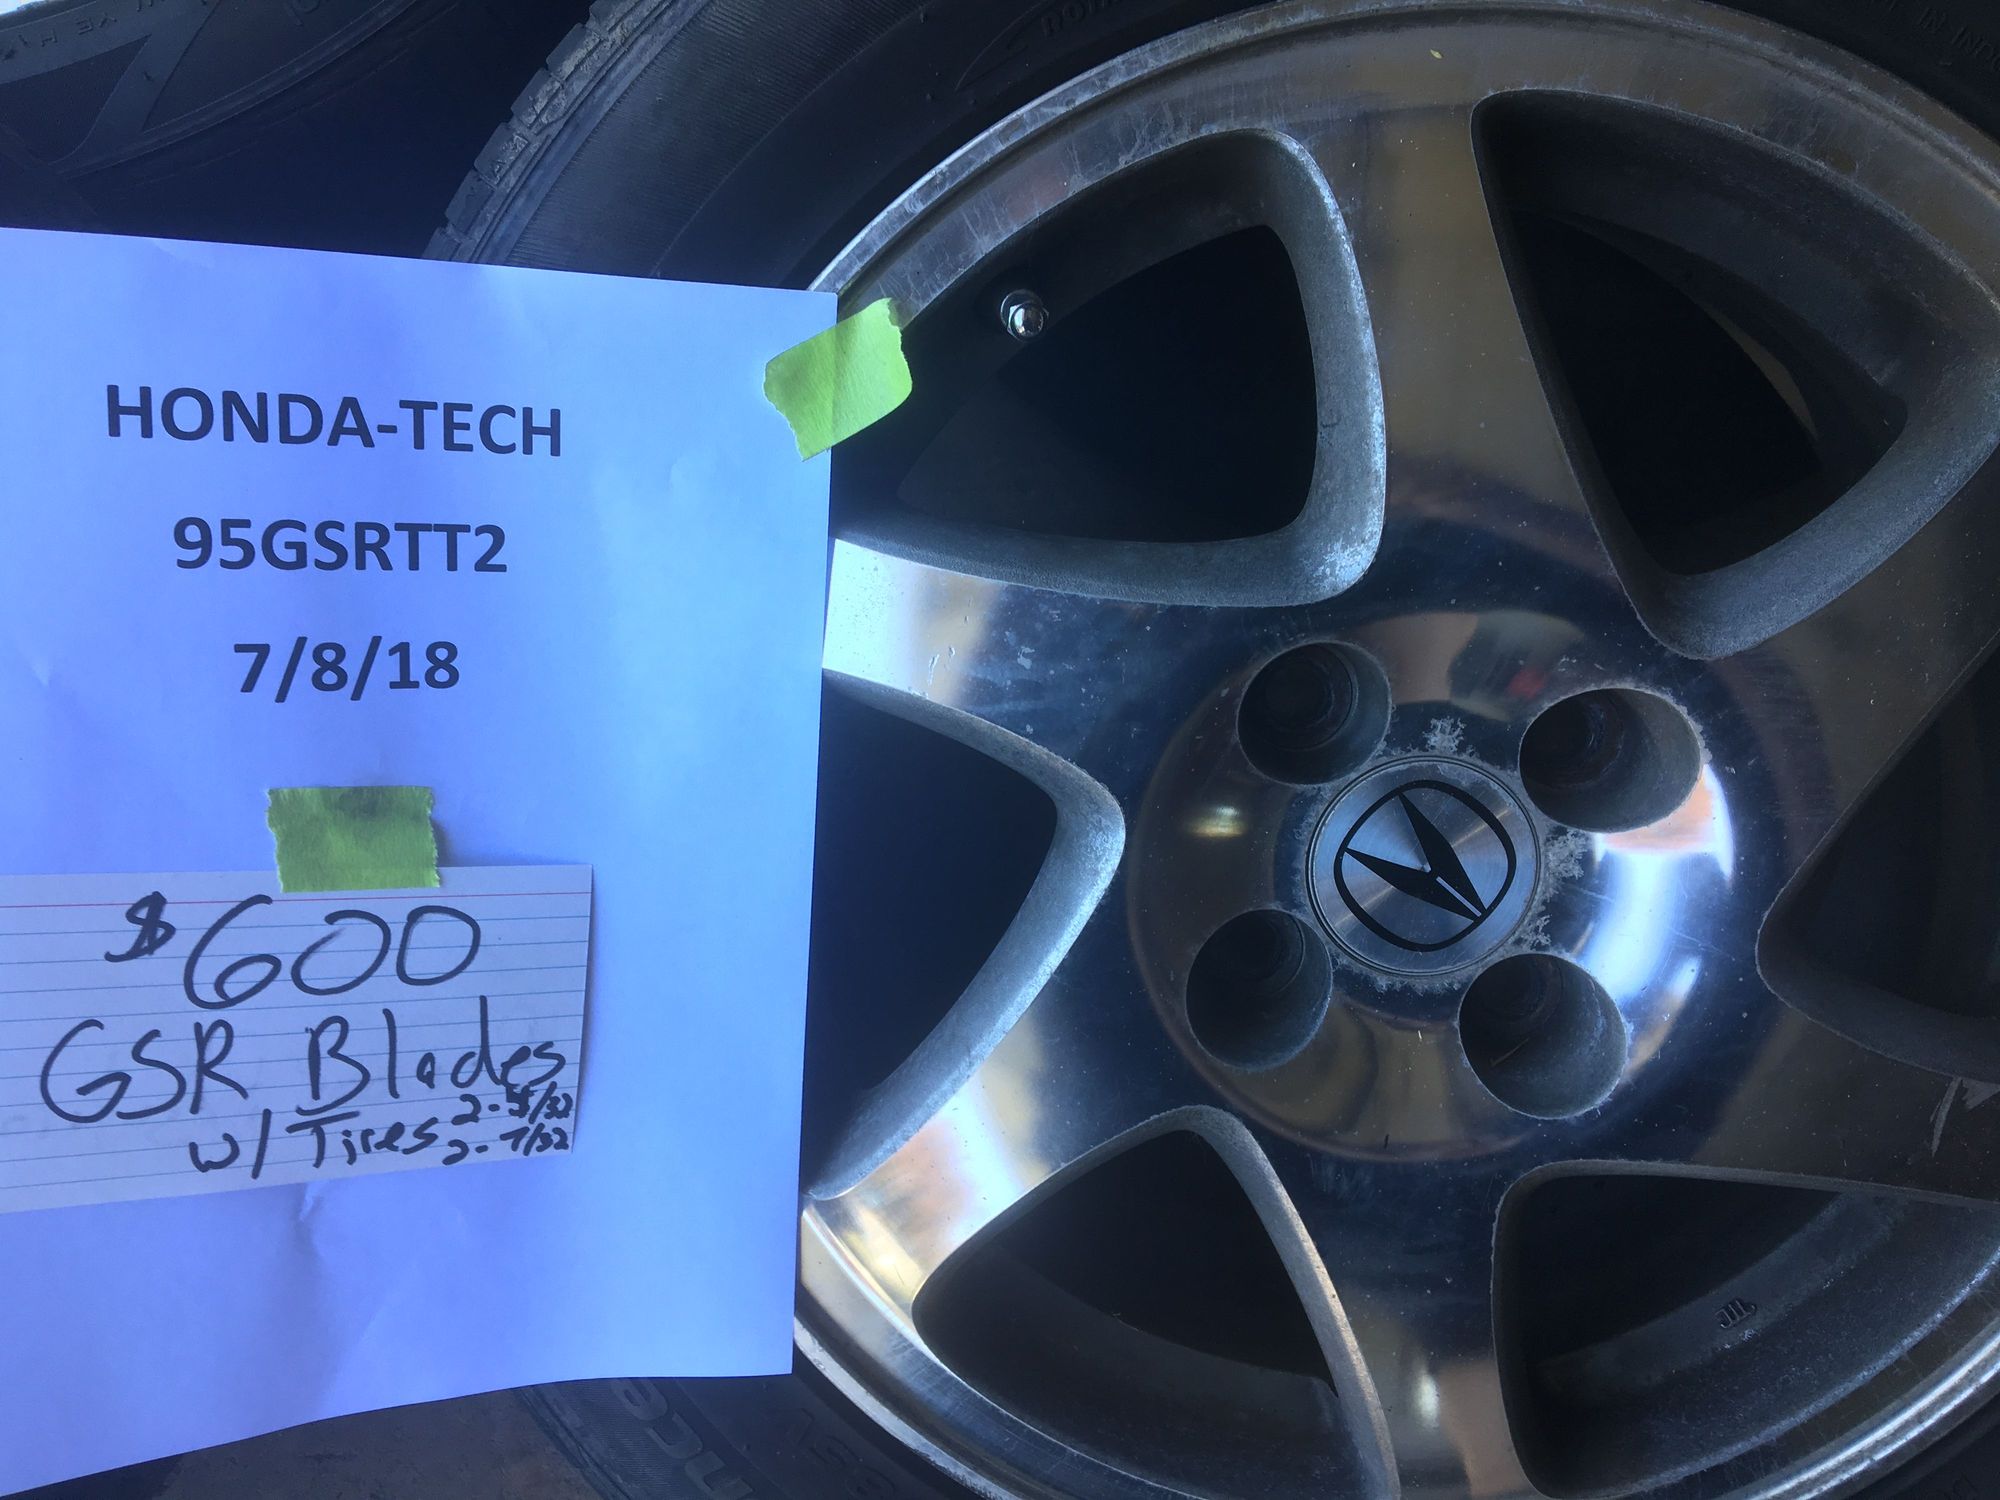 HONDA-TECH
95GSRTT2
7/8/18
$600
GSR Blades
w/ Tires 2- 5/32
2- 7/32